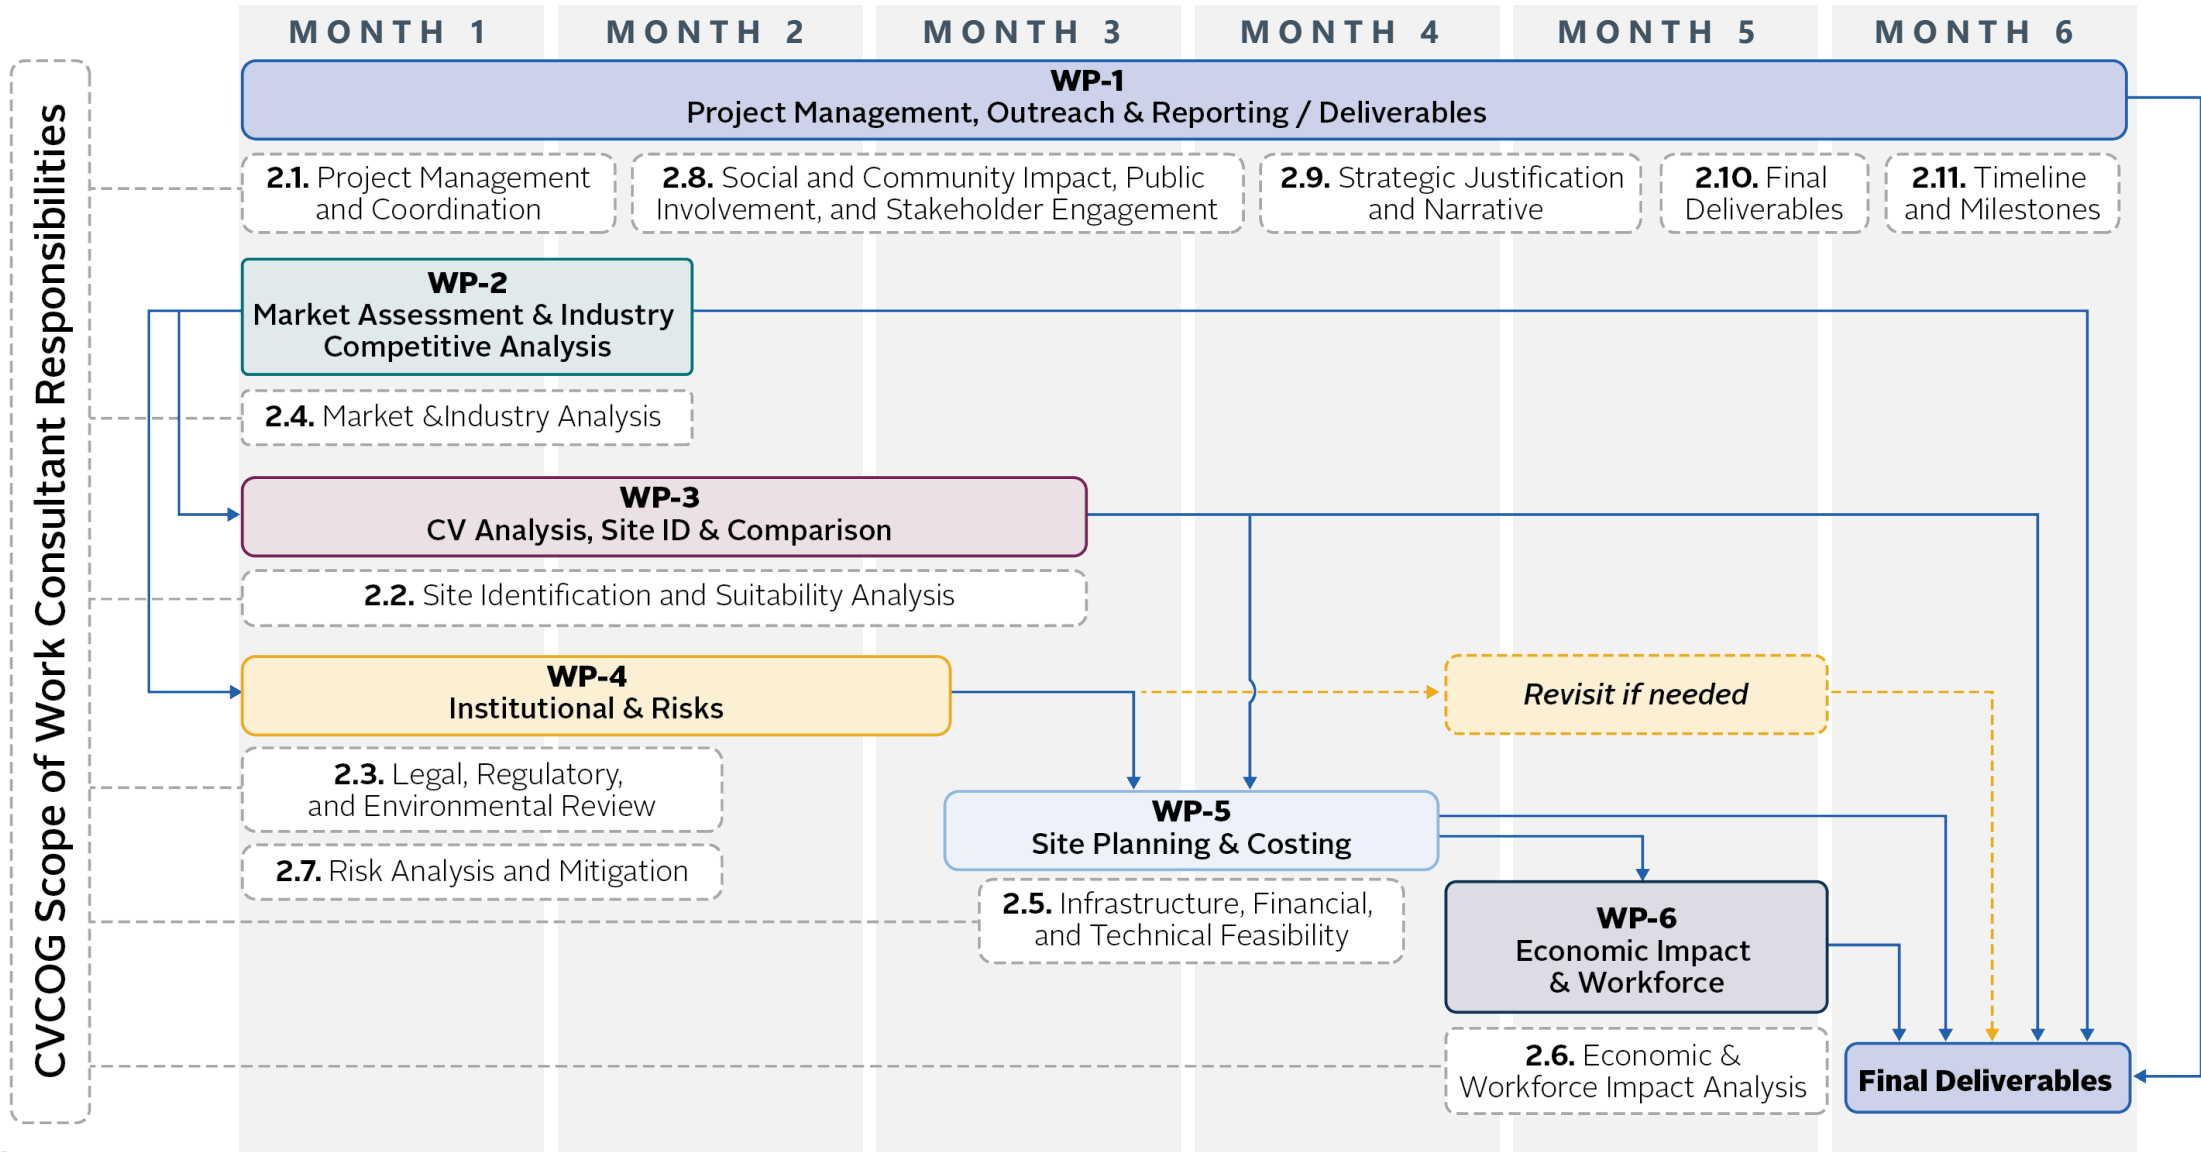 MONTH 1
MONTH 2
MONTH 3
MONTH 4
MONTH 5
MONTH 6
CVCOG Scope of Work Consultant Responsibilities
WP-1
Project Management, Outreach & Reporting / Deliverables
2.1. Project Management
and Coordination
2.8. Social and Community Impact, Public
Involvement, and Stakeholder Engagement
2.9. Strategic Justification
and Narrative
2.10. Final
Deliverables
2.11. Timeline
and Milestones
WP-2
Market Assessment & Industry
Competitive Analysis
2.4. Market &Industry Analysis
WP-3
CV Analysis, Site ID & Comparison
2.2. Site Identification and Suitability Analysis
WP-4
Institutional & Risks
Revisit if needed
2.3. Legal, Regulatory,
and Environmental Review
2.7. Risk Analysis and Mitigation
WP-5
Site Planning & Costing
2.5. Infrastructure, Financial,
and Technical Feasibility
WP-6
Economic Impact
& Workforce
2.6. Economic &
Workforce Impact Analysis
Final Deliverables